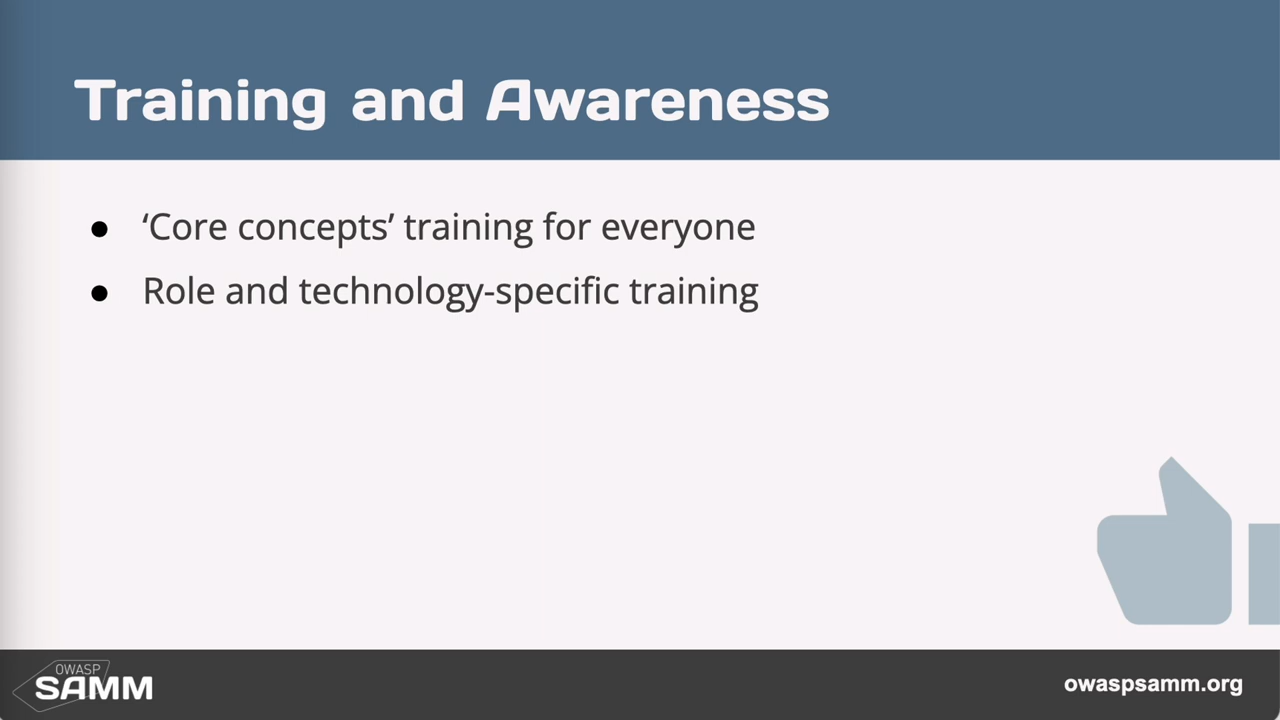 Training and Awareness
● ‘Core concepts’ training for everyone
● Role and technology-specific training
OWASP
SAMM
owaspsamm.org